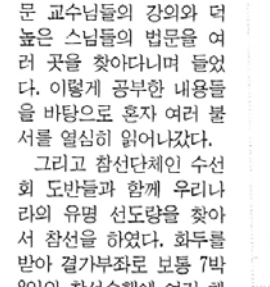 문 교수님들의 강의와 덕
높은 스님들의 법문을 여
러 곳을 찾아다니며 들었
다. 이렇게 공부한 내용들
을 바탕으로 혼자 여러 불
서를 열심히 읽어나갔다.
그리고 참선단체인 수선
회 도반들과 함께 우리나
라의 유명 선도량을 찾아
서 참선을 하였다. 화두를
받아 결가부좌로 보통 7박